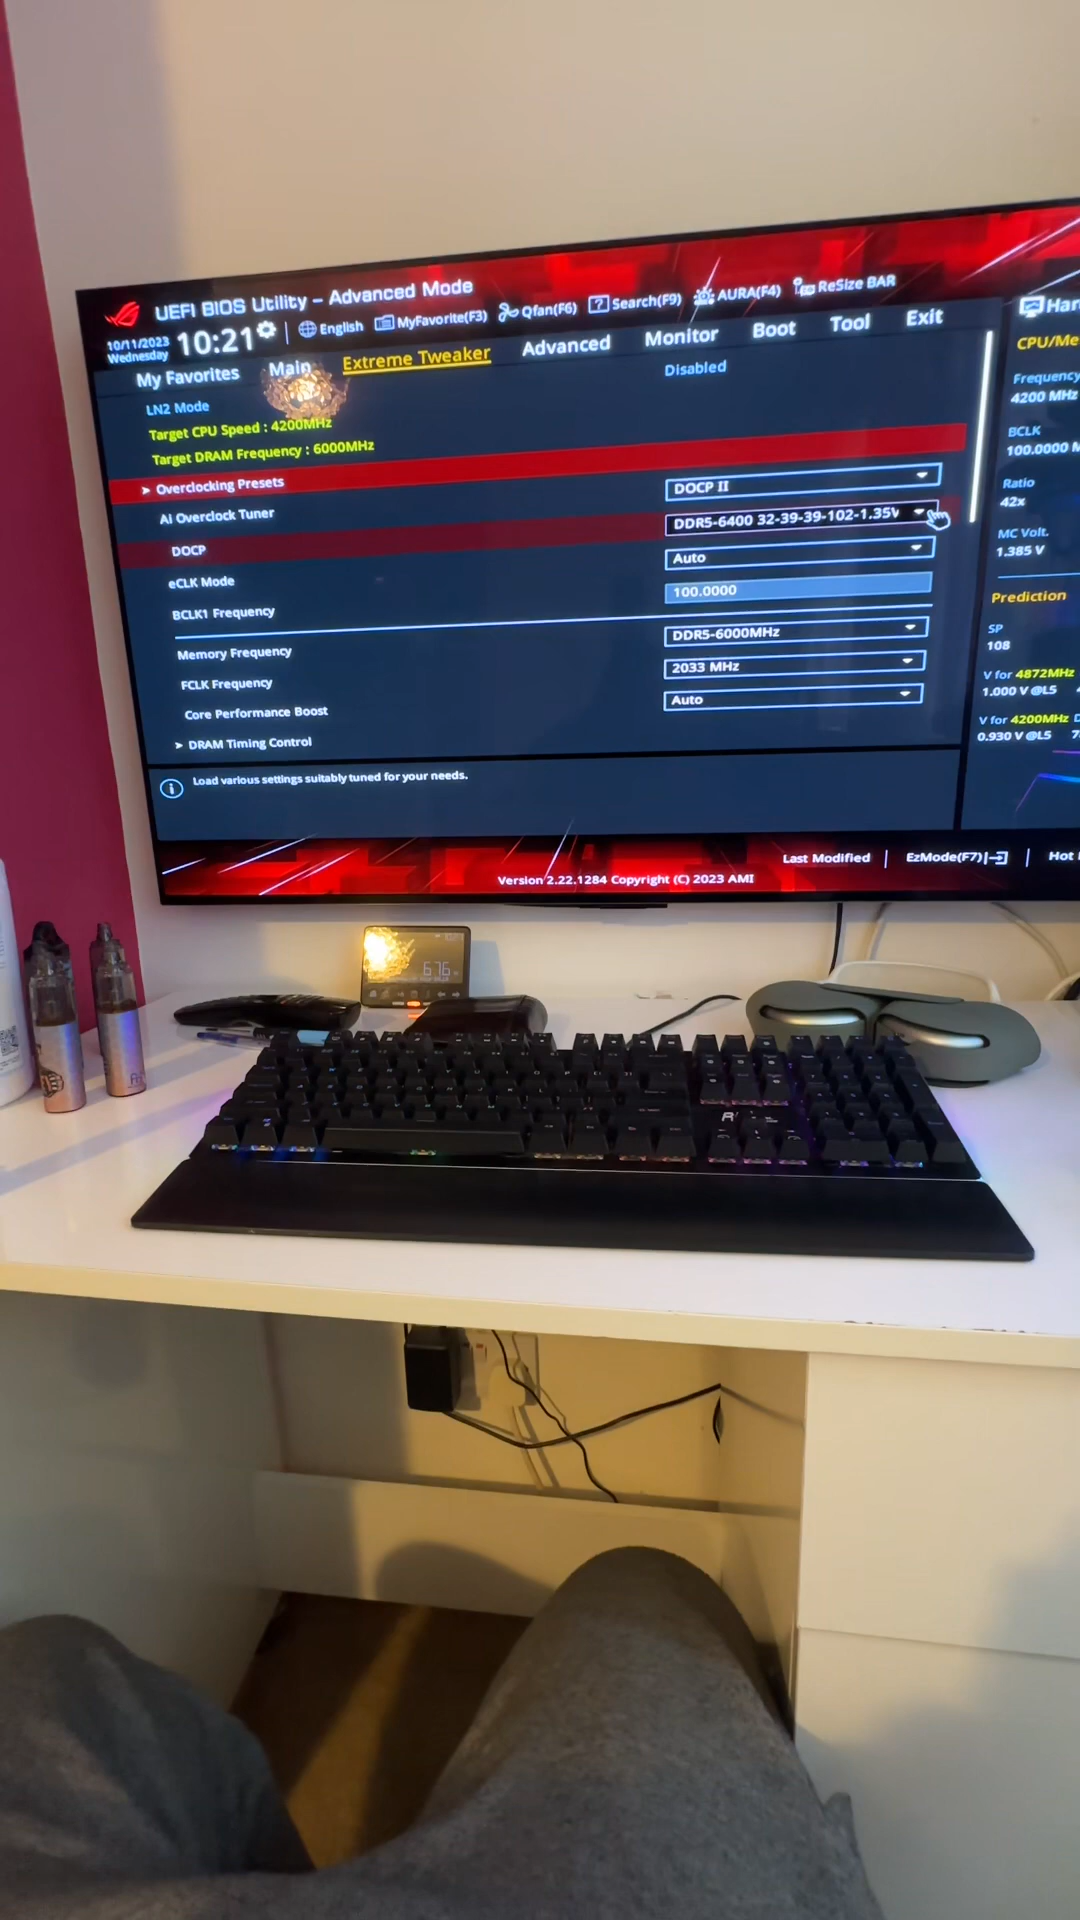 UEFI BIOS Utility – Advanced Mode
10/11/2023
Wednesday
10:21
English
MyFavorite(F3)
Qfan(F6)
Search(F9)
AURA(F4)
ReSize BAR
My Favorites
Main
Extreme Tweaker
Advanced
Monitor
Boot
Tool
Exit
LN2 Mode
Disabled
Target CPU Speed : 4200MHz
Target DRAM Frequency : 6000MHz
Overclocking Presets
Ai Overclock Tuner
DOCP II
DOCP
DDR5-6400 32-39-39-102-1.35V
eCLK Mode
Auto
BCLK1 Frequency
100.0000
Memory Frequency
DDR5-6000MHz
FCLK Frequency
2033 MHz
Core Performance Boost
Auto
DRAM Timing Control
Load various settings suitably tuned for your needs.
CPU/Me
Frequency
4200 MHz
BCLK
100.0000 M
Ratio
42x
MC Volt.
1.385 V
Prediction
SP
108
V for 4872MHz
1.000 V @L5
V for 4200MHz
0.930 V @L5
Last Modified
EzMode(F7)
Hot
Version 2.22.1284 Copyright (C) 2023 AMI
676